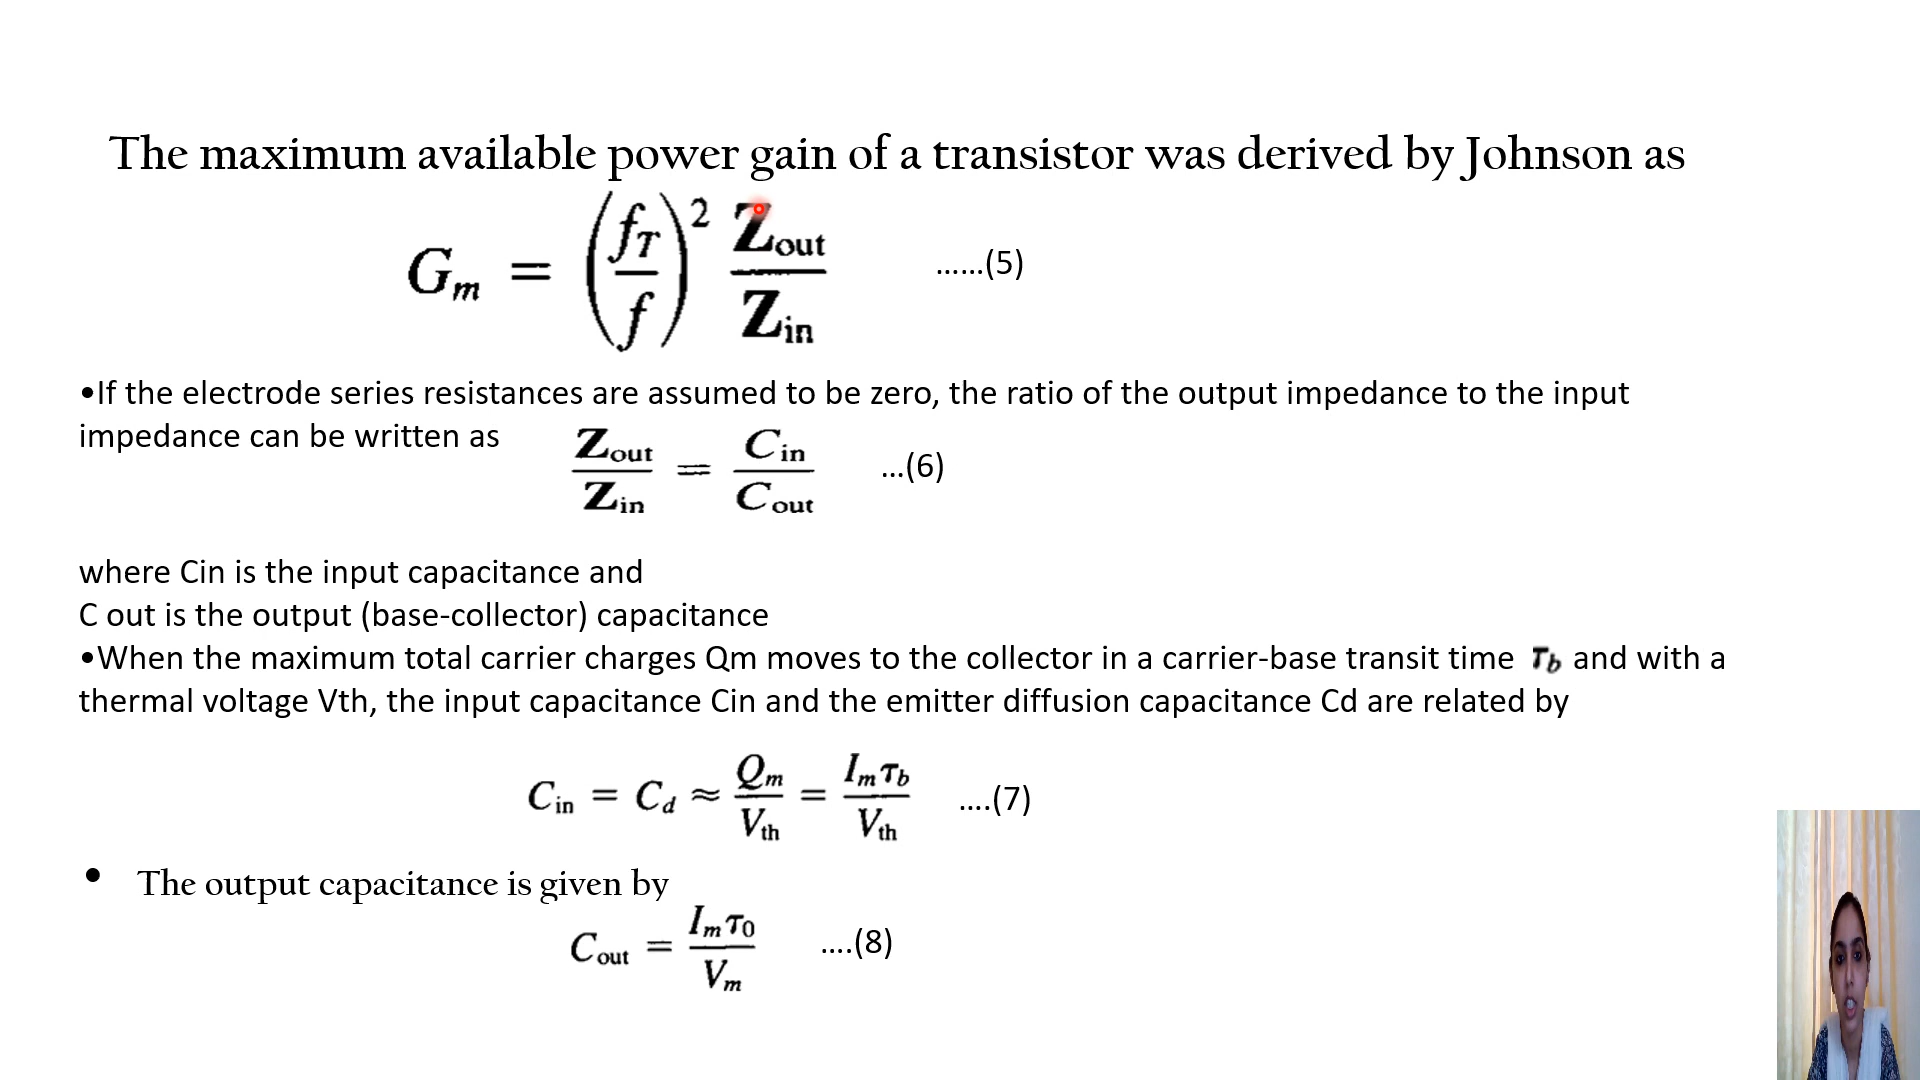 The maximum available power gain of a transistor was derived by Johnson as
G_m = (f_T / f)^2 Z_out / Z_in ......(5)
•If the electrode series resistances are assumed to be zero, the ratio of the output impedance to the input
impedance can be written as
Z_out / Z_in = C_in / C_out ...(6)
where Cin is the input capacitance and
C out is the output (base-collector) capacitance
•When the maximum total carrier charges Qm moves to the collector in a carrier-base transit time τ_b and with a
thermal voltage Vth, the input capacitance Cin and the emitter diffusion capacitance Cd are related by
C_in = C_d ≈ Q_m / V_th = I_m τ_b / V_th ....(7)
• The output capacitance is given by
C_out = I_m τ_0 / V_m ....(8)